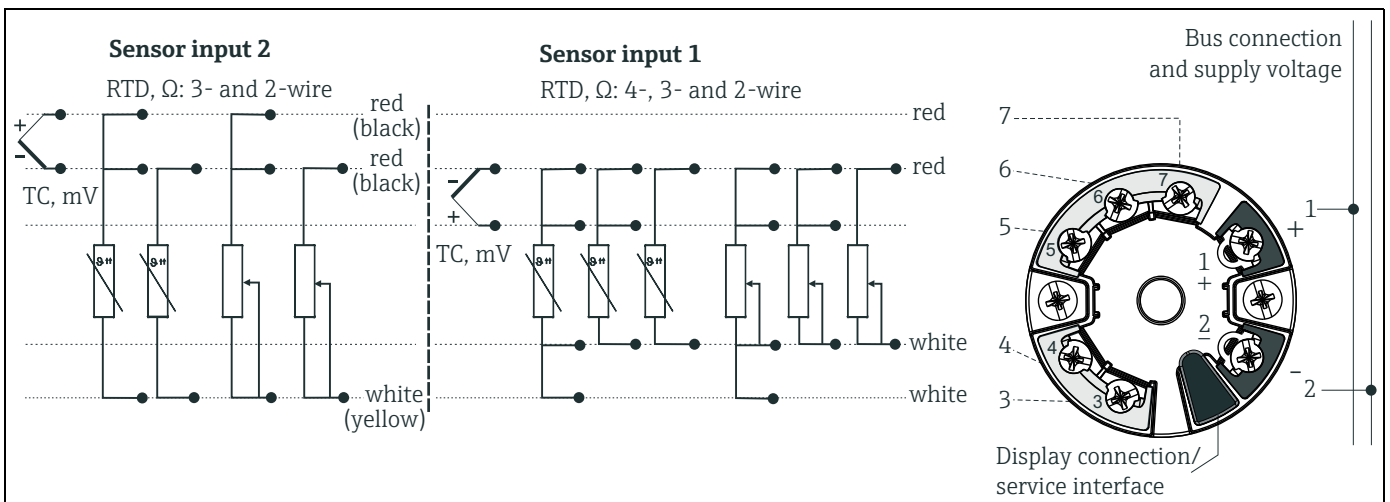 Sensor input 2
RTD, Ω: 3- and 2-wire
red
(black)
red
(black)
+
-
TC, mV
white
(yellow)
Sensor input 1
RTD, Ω: 4-, 3- and 2-wire
red
red
-
+
TC, mV
white
white
Bus connection
and supply voltage
7
6
5
4
3
7
6
5
4
3
1
+
2
-
1
+
-
2
Display connection/
service interface